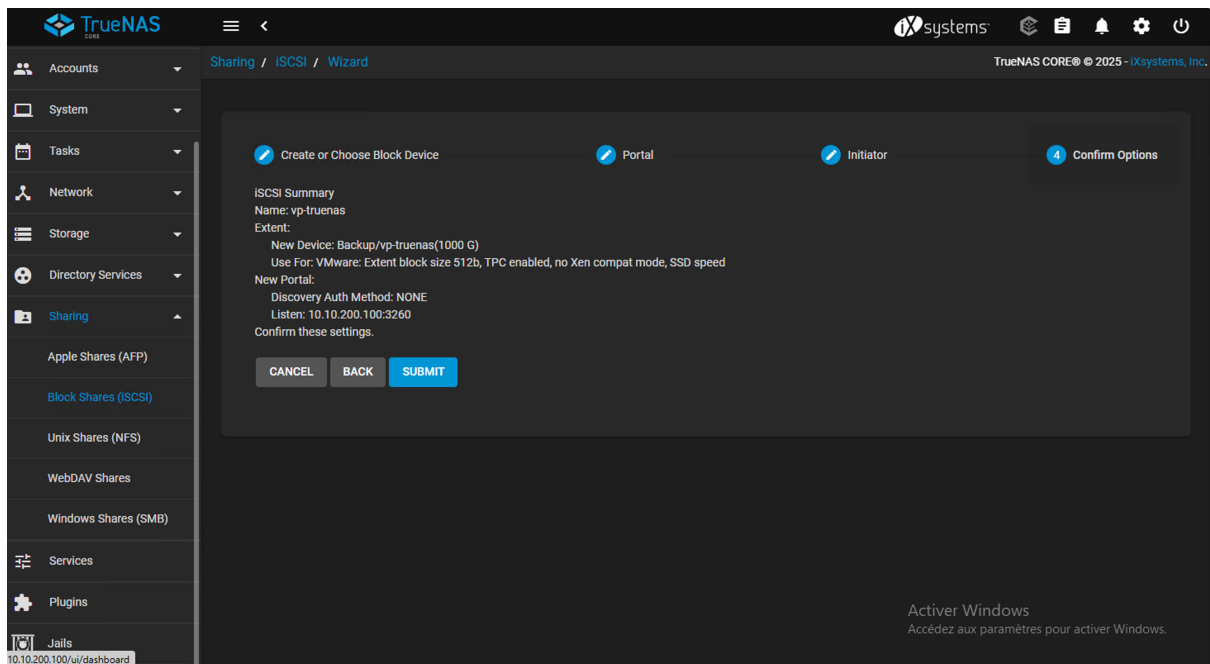 TrueNAS
CORE
iXsystems
Sharing / iSCSI / Wizard
TrueNAS CORE® © 2025 - iXsystems, Inc.
Accounts
System
Tasks
Network
Storage
Directory Services
Sharing
Apple Shares (AFP)
Block Shares (iSCSI)
Unix Shares (NFS)
WebDAV Shares
Windows Shares (SMB)
Services
Plugins
Jails
10.10.200.100/ui/dashboard
Create or Choose Block Device
Portal
Initiator
4 Confirm Options
iSCSI Summary
Name: vp-truenas
Extent:
New Device: Backup/vp-truenas(1000 G)
Use For: VMware: Extent block size 512b, TPC enabled, no Xen compat mode, SSD speed
New Portal:
Discovery Auth Method: NONE
Listen: 10.10.200.100:3260
Confirm these settings.
CANCEL BACK SUBMIT
Activer Windows
Accédez aux paramètres pour activer Windows.